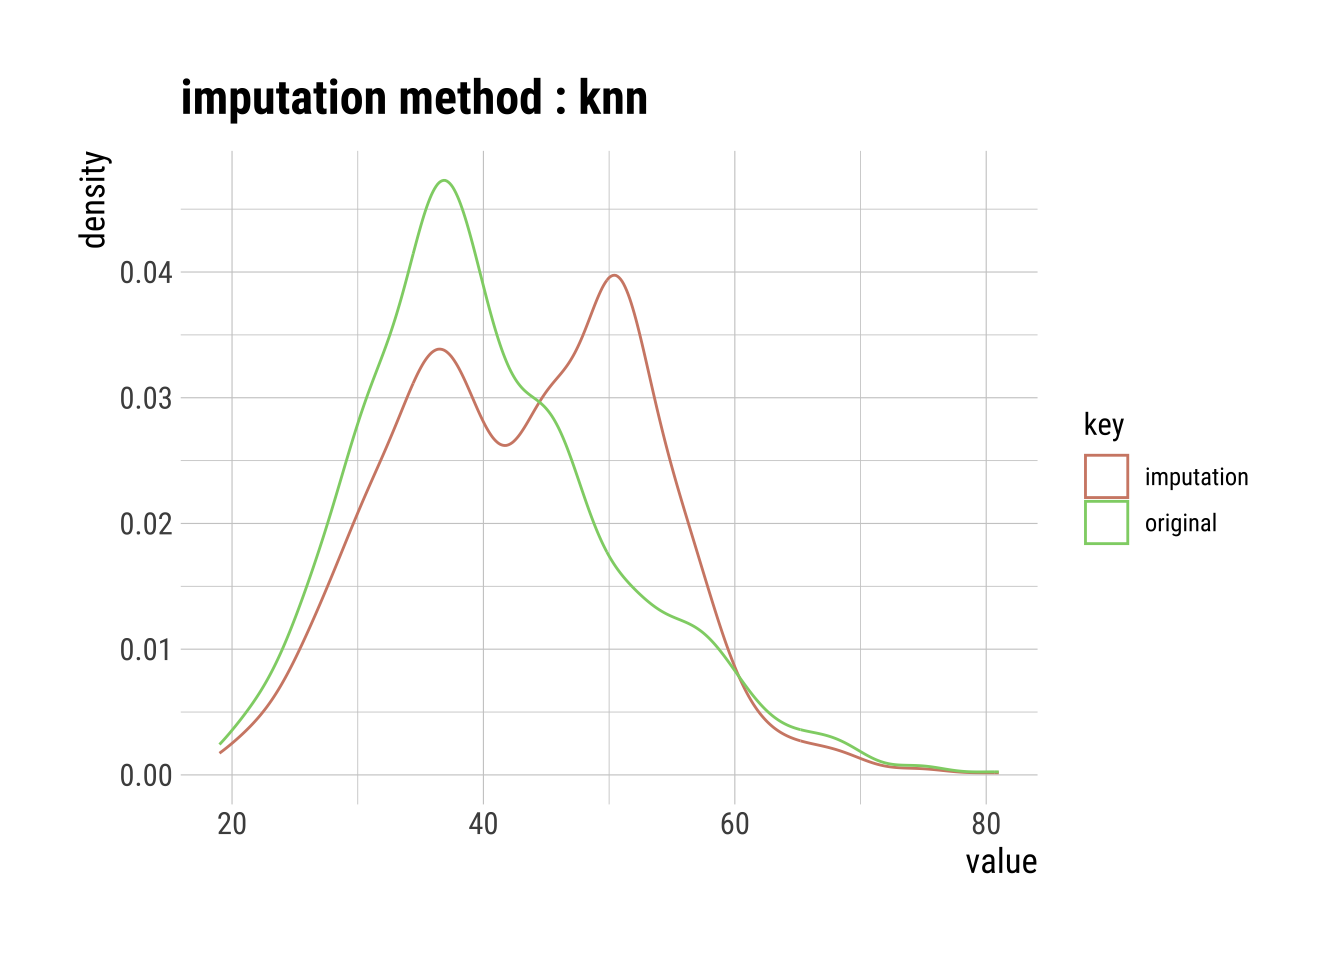 imputation method : knn
density
0.04
0.03
0.02
0.01
0.00
20 40 60 80
value
key
imputation
original